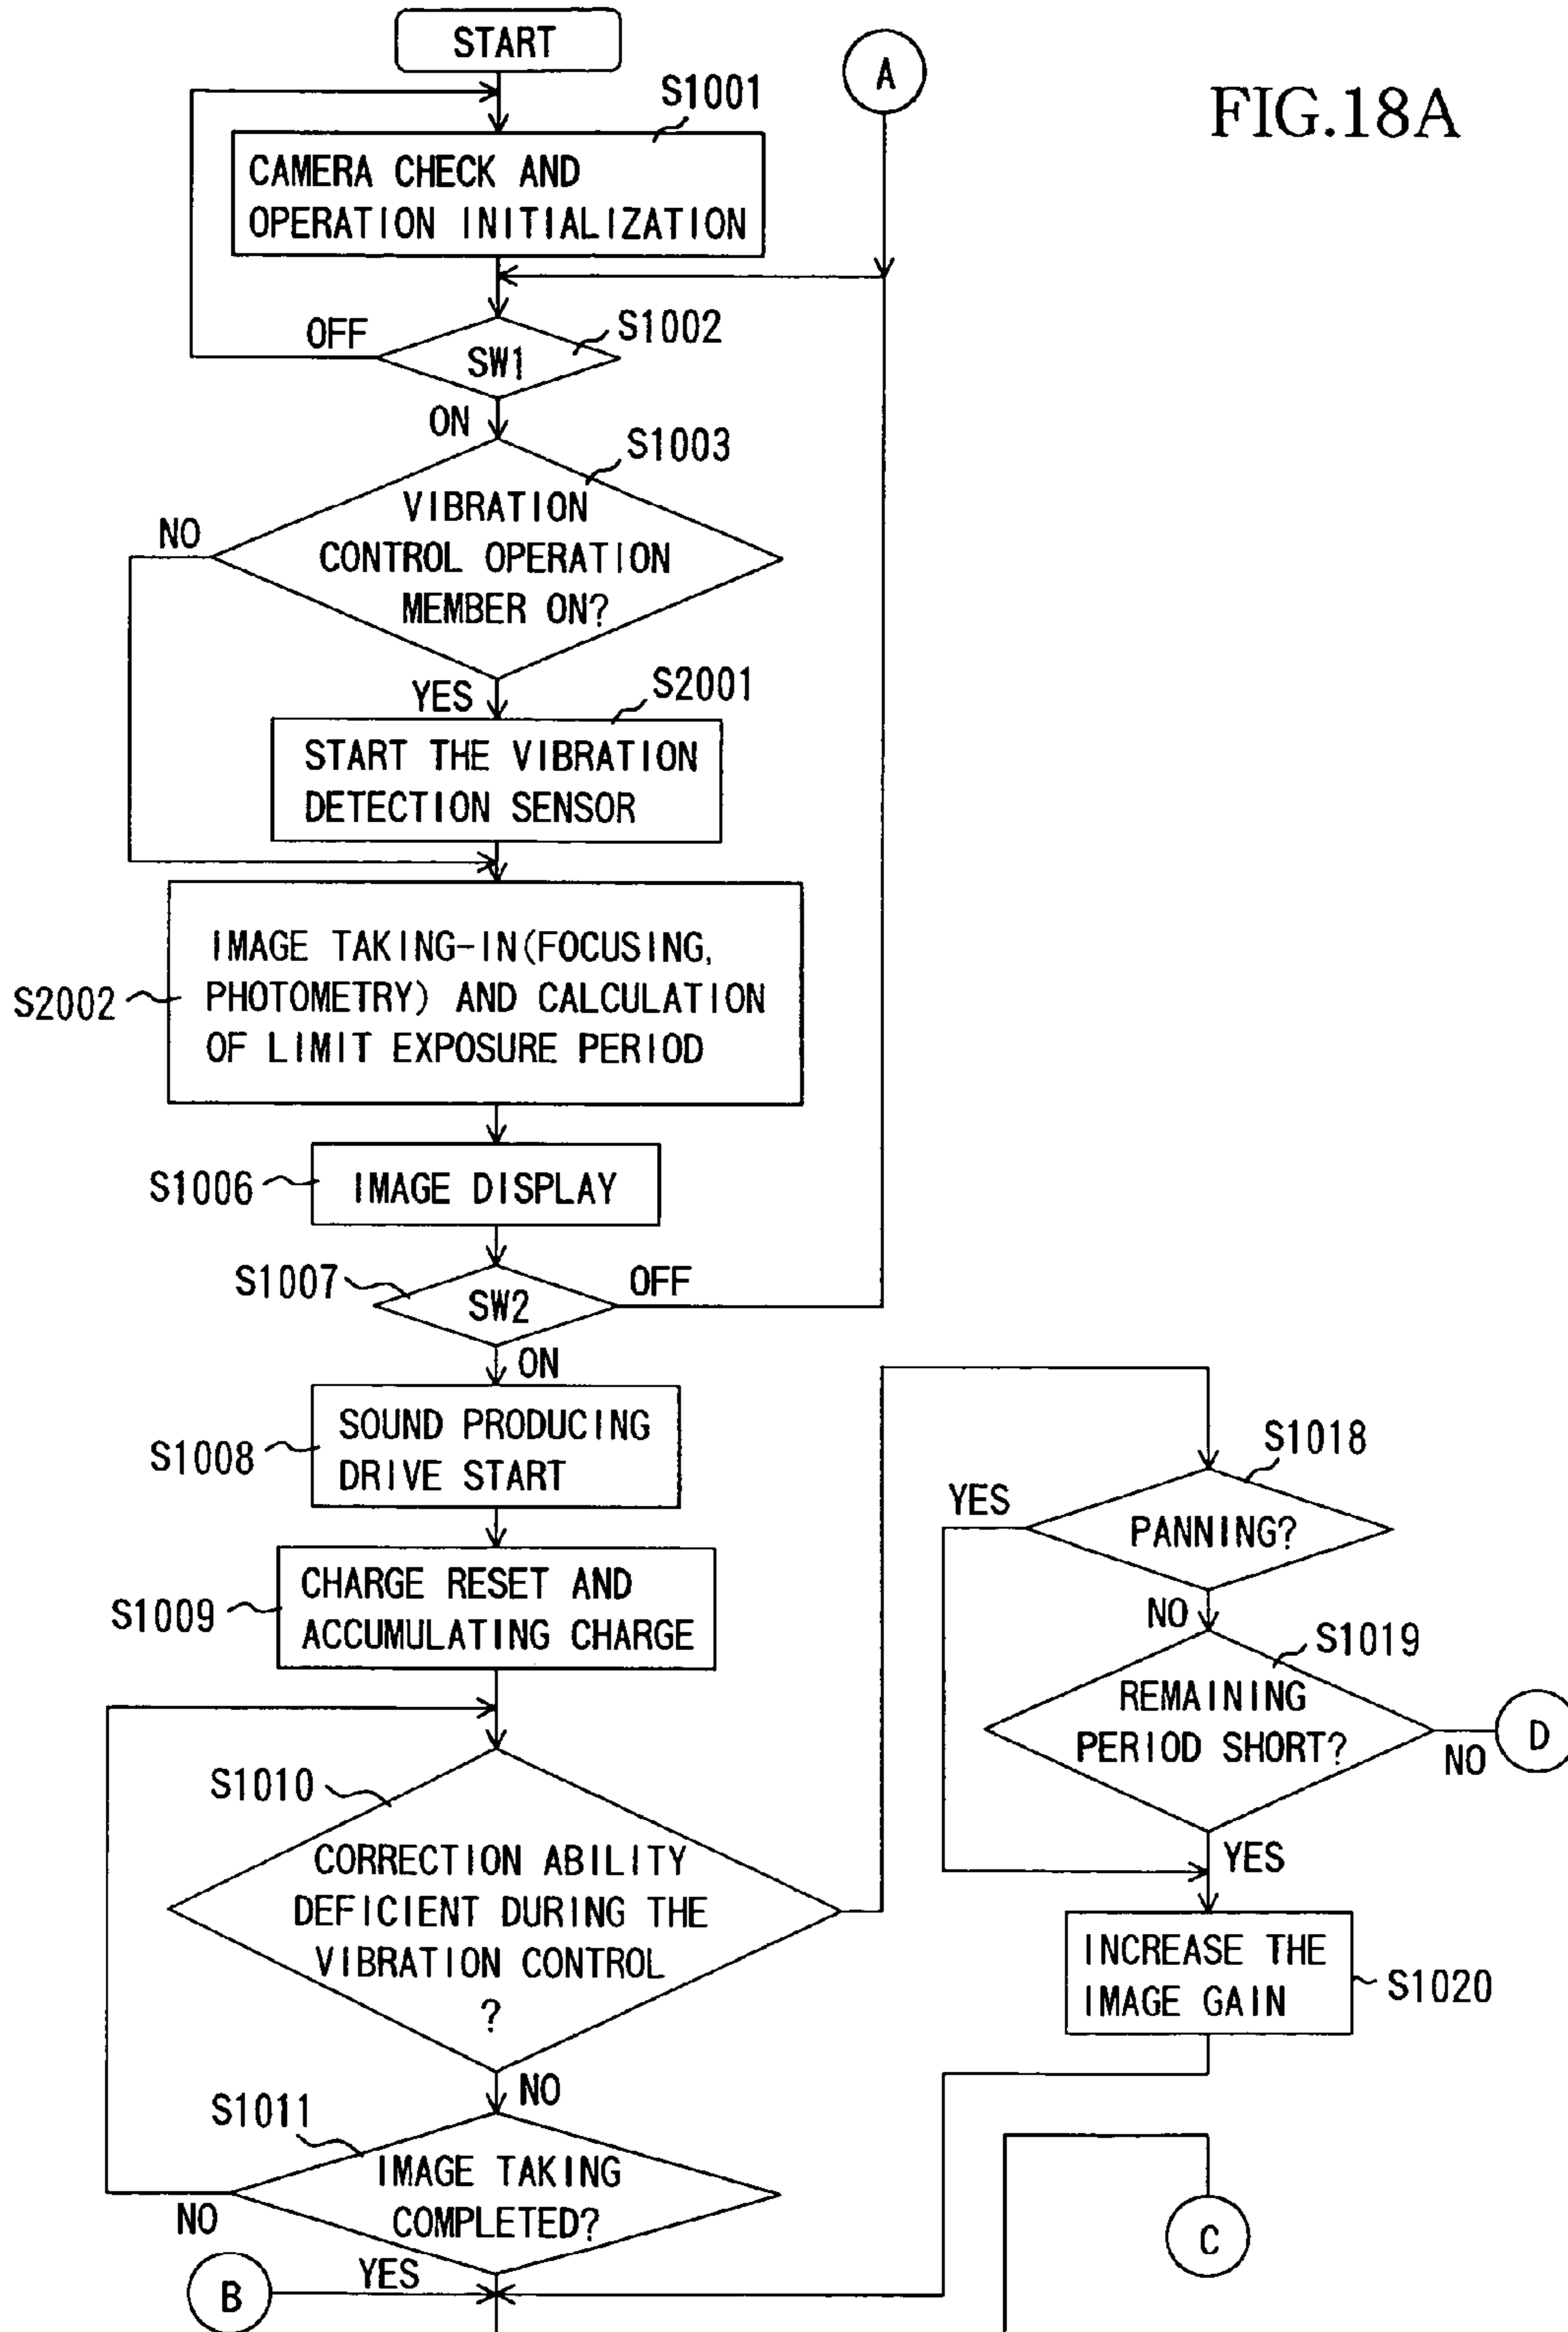 FIG.18A
START
A
S1001
CAMERA CHECK AND
OPERATION INITIALIZATION
OFF
S1002
SW1
ON
S1003
VIBRATION
CONTROL OPERATION
MEMBER ON?
NO
YES
S2001
START THE VIBRATION
DETECTION SENSOR
S2002
IMAGE TAKING-IN(FOCUSING,
PHOTOMETRY) AND CALCULATION
OF LIMIT EXPOSURE PERIOD
S1006
IMAGE DISPLAY
S1007
SW2
OFF
ON
S1008
SOUND PRODUCING
DRIVE START
S1009
CHARGE RESET AND
ACCUMULATING CHARGE
S1010
CORRECTION ABILITY
DEFICIENT DURING THE
VIBRATION CONTROL
?
NO
S1011
IMAGE TAKING
COMPLETED?
NO
YES
B
S1018
YES
PANNING?
NO
S1019
REMAINING
PERIOD SHORT?
NO
D
YES
INCREASE THE
IMAGE GAIN
S1020
C